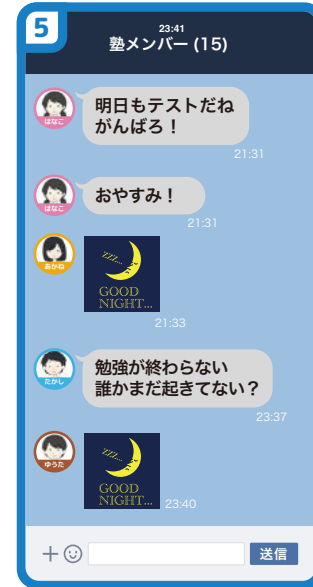 5
23:41
塾メンバー (15)
明日もテストだね
がんばろ！
はなこ
21:31
おやすみ！
はなこ
21:31
zzz...
GOOD
NIGHT...
あかね
21:33
勉強が終わらない
誰かまだ起きてない？
たかし
23:37
zzz...
GOOD
NIGHT...
ゆうた
23:40
送信